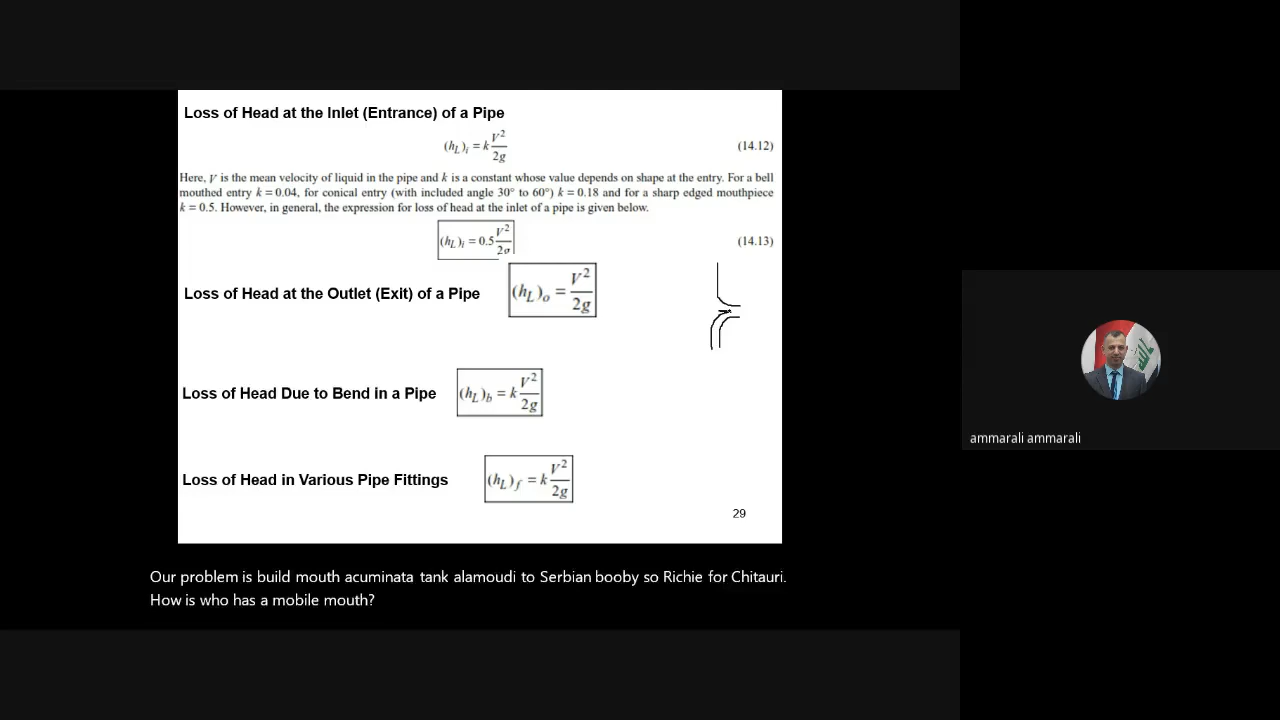 Loss of Head at the Inlet (Entrance) of a Pipe
(h_L)_i = k V²/2g (14.12)
Here, V is the mean velocity of liquid in the pipe and k is a constant whose value depends on shape at the entry. For a bell
mouthed entry k = 0.04, for conical entry (with included angle 30° to 60°) k = 0.18 and for a sharp edged mouthpiece
k = 0.5. However, in general, the expression for loss of head at the inlet of a pipe is given below.
(h_L)_i = 0.5 V²/2g (14.13)
Loss of Head at the Outlet (Exit) of a Pipe (h_L)_o = V²/2g
Loss of Head Due to Bend in a Pipe (h_L)_b = k V²/2g
Loss of Head in Various Pipe Fittings (h_L)_f = k V²/2g
29
ammarali ammarali
Our problem is build mouth acuminata tank alamoudi to Serbian booby so Richie for Chitauri.
How is who has a mobile mouth?